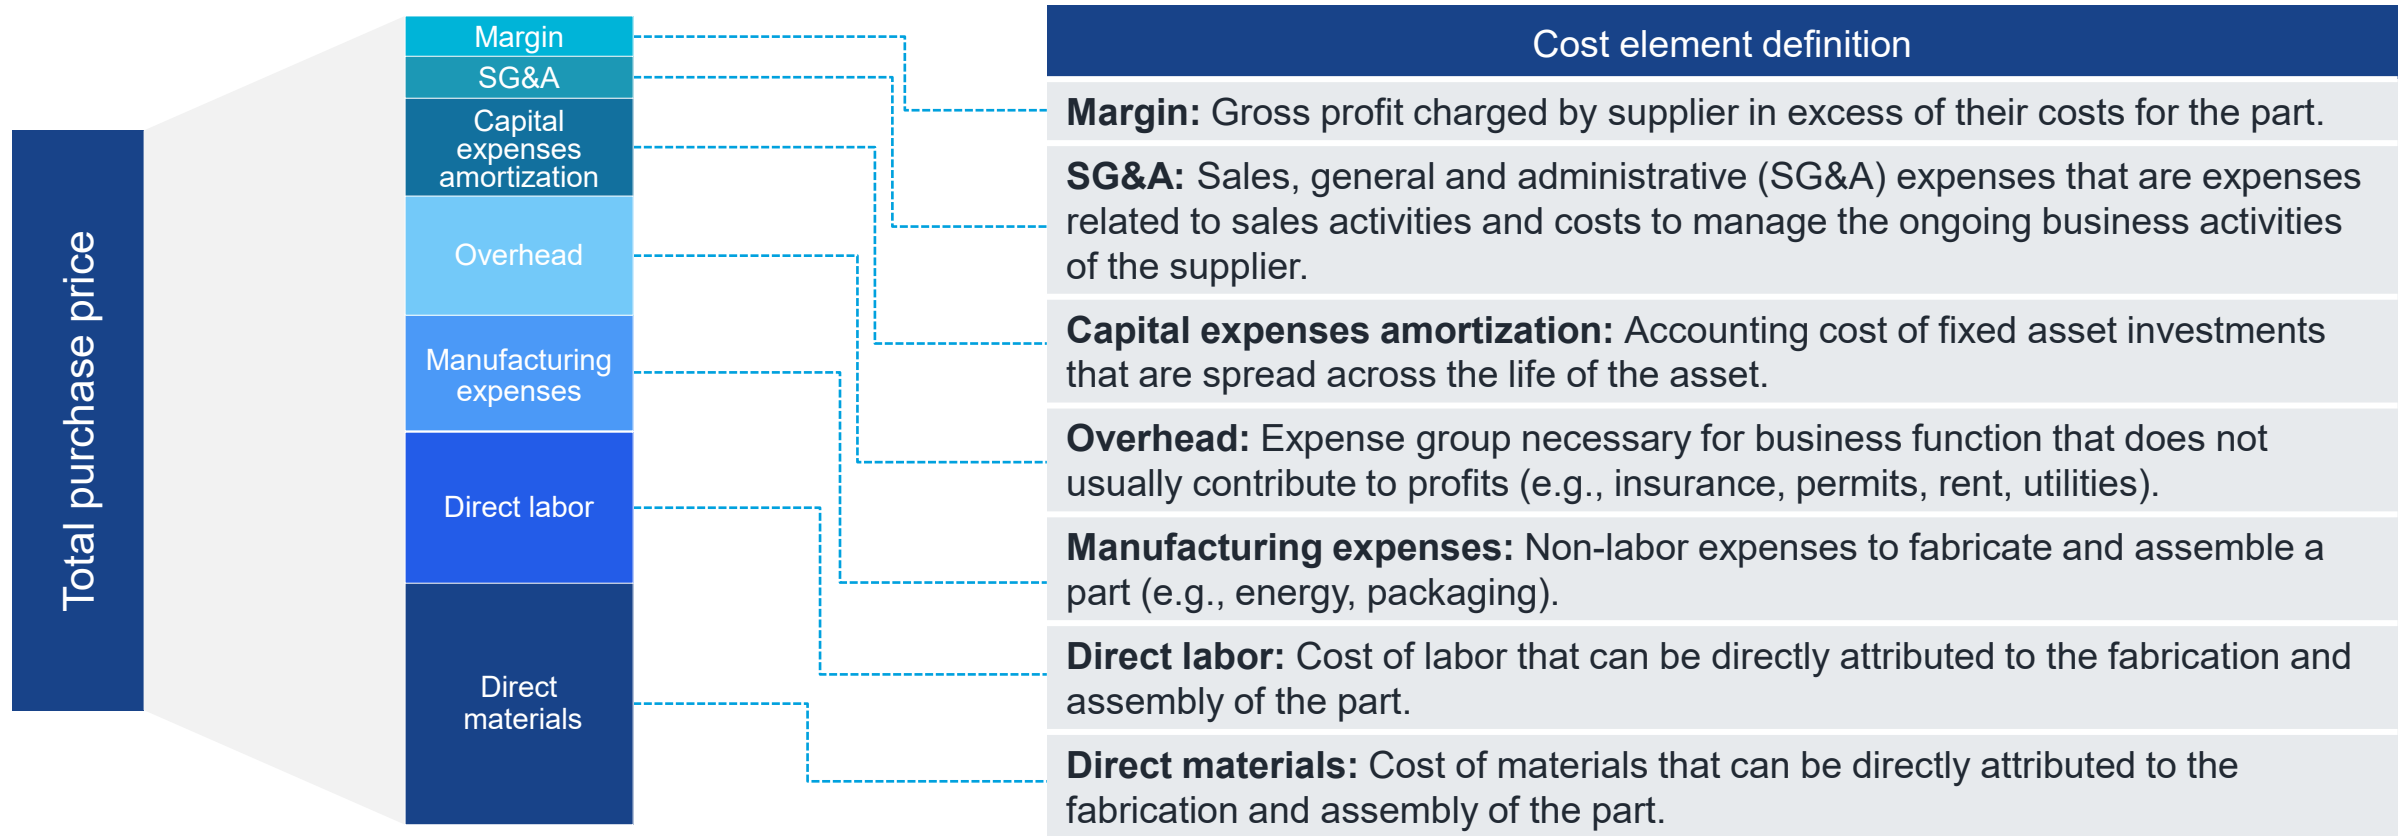 Total purchase price
Margin
SG&A
Capital
expenses
amortization
Overhead
Manufacturing
expenses
Direct labor
Direct
materials
Cost element definition
Margin: Gross profit charged by supplier in excess of their costs for the part.
SG&A: Sales, general and administrative (SG&A) expenses that are expenses
related to sales activities and costs to manage the ongoing business activities
of the supplier.
Capital expenses amortization: Accounting cost of fixed asset investments
that are spread across the life of the asset.
Overhead: Expense group necessary for business function that does not
usually contribute to profits (e.g., insurance, permits, rent, utilities).
Manufacturing expenses: Non-labor expenses to fabricate and assemble a
part (e.g., energy, packaging).
Direct labor: Cost of labor that can be directly attributed to the fabrication and
assembly of the part.
Direct materials: Cost of materials that can be directly attributed to the
fabrication and assembly of the part.